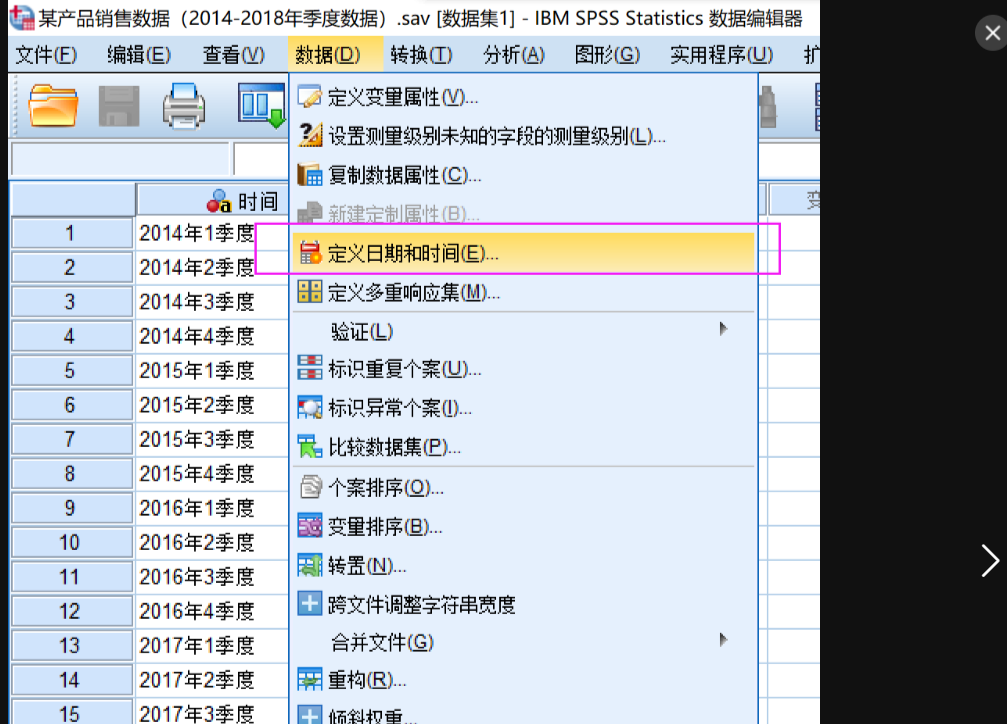 某产品销售数据（2014-2018年季度数据）.sav [数据集1] - IBM SPSS Statistics 数据编辑器
文件(F) 编辑(E) 查看(V) 数据(D) 转换(T) 分析(A) 图形(G) 实用程序(U) 扩
定义变量属性(V)...
设置测量级别未知的字段的测量级别(L)...
复制数据属性(C)...
新建定制属性(B)...
定义日期和时间(E)...
定义多重响应集(M)...
验证(L)
标识重复个案(U)...
标识异常个案(I)...
比较数据集(P)...
个案排序(O)...
变量排序(B)...
转置(N)...
跨文件调整字符串宽度
合并文件(G)
重构(R)...
倾斜权重...
时间
变
1 2014年1季度
2 2014年2季度
3 2014年3季度
4 2014年4季度
5 2015年1季度
6 2015年2季度
7 2015年3季度
8 2015年4季度
9 2016年1季度
10 2016年2季度
11 2016年3季度
12 2016年4季度
13 2017年1季度
14 2017年2季度
15 2017年3季度